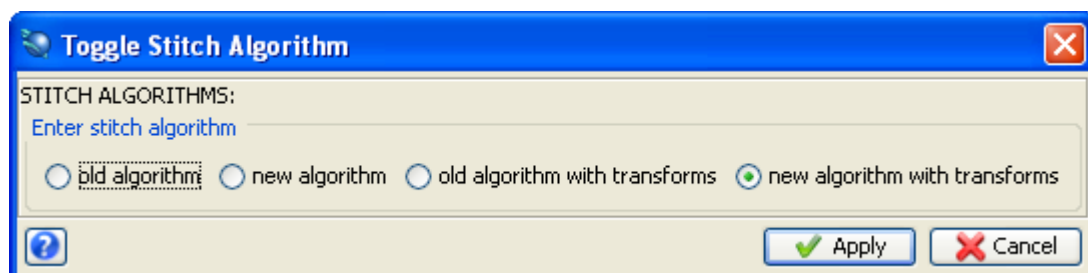 Toggle Stitch Algorithm
STITCH ALGORITHMS:
Enter stitch algorithm
old algorithm new algorithm old algorithm with transforms new algorithm with transforms
? Apply Cancel